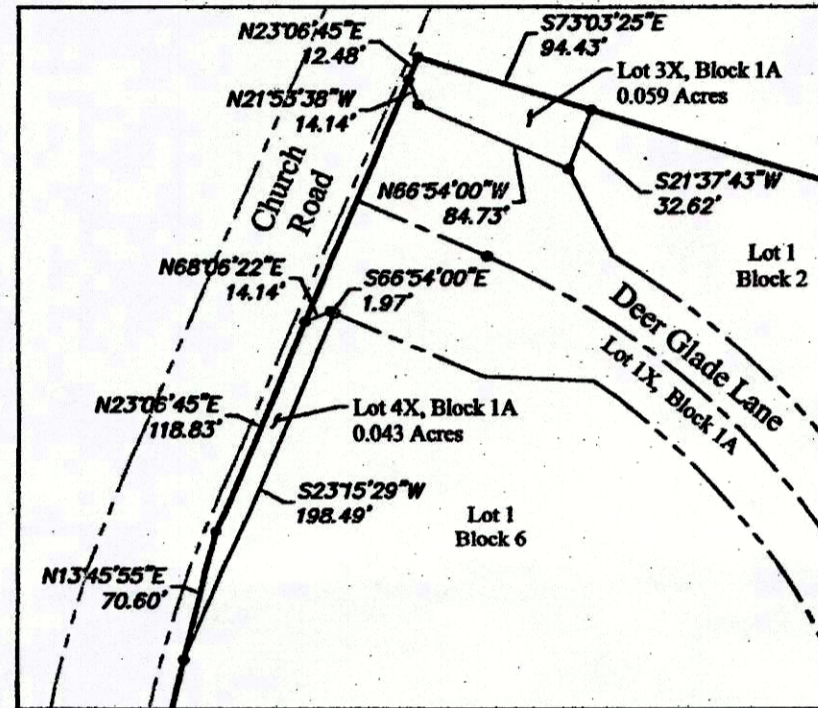 N23°06'45"E
12.48'
S73°03'25"E
94.43'
N21°53'38"W
14.14'
Lot 3X, Block 1A
0.059 Acres
Church
Road
N66°54'00"W
84.73'
S21°37'43"W
32.62'
Lot 1
Block 2
N68°06'22"E
14.14'
S66°54'00"E
1.97'
Deer Glade Lane
Lot 1X, Block 1A
N23°06'45"E
118.83'
Lot 4X, Block 1A
0.043 Acres
S23°15'29"W
198.49'
Lot 1
Block 6
N13°45'55"E
70.60'